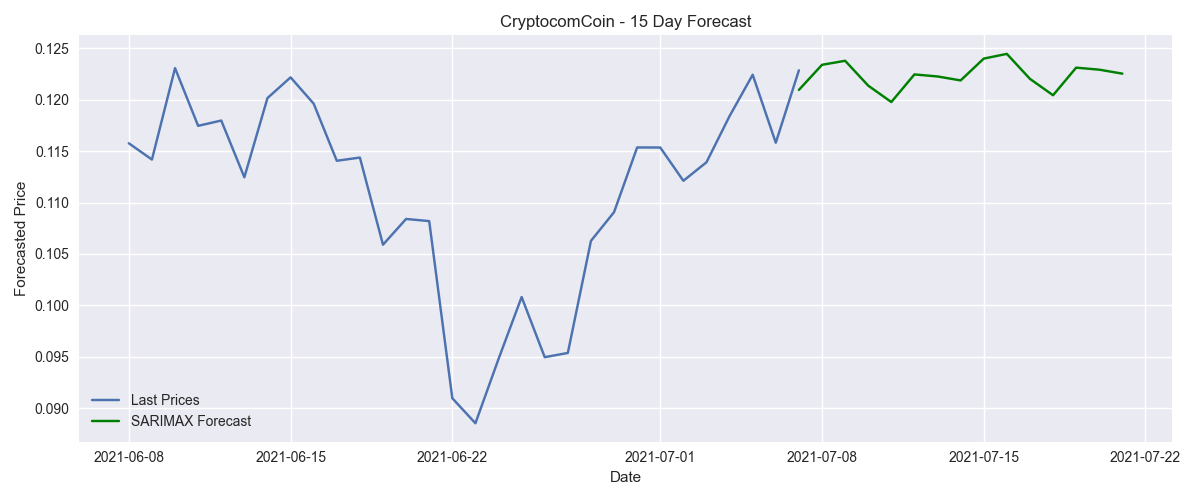 CryptocomCoin - 15 Day Forecast
0.125
0.120
0.115
0.110
0.105
0.100
0.095
0.090
Forecasted Price
Last Prices
SARIMAX Forecast
2021-06-08 2021-06-15 2021-06-22 2021-07-01 2021-07-08 2021-07-15 2021-07-22
Date